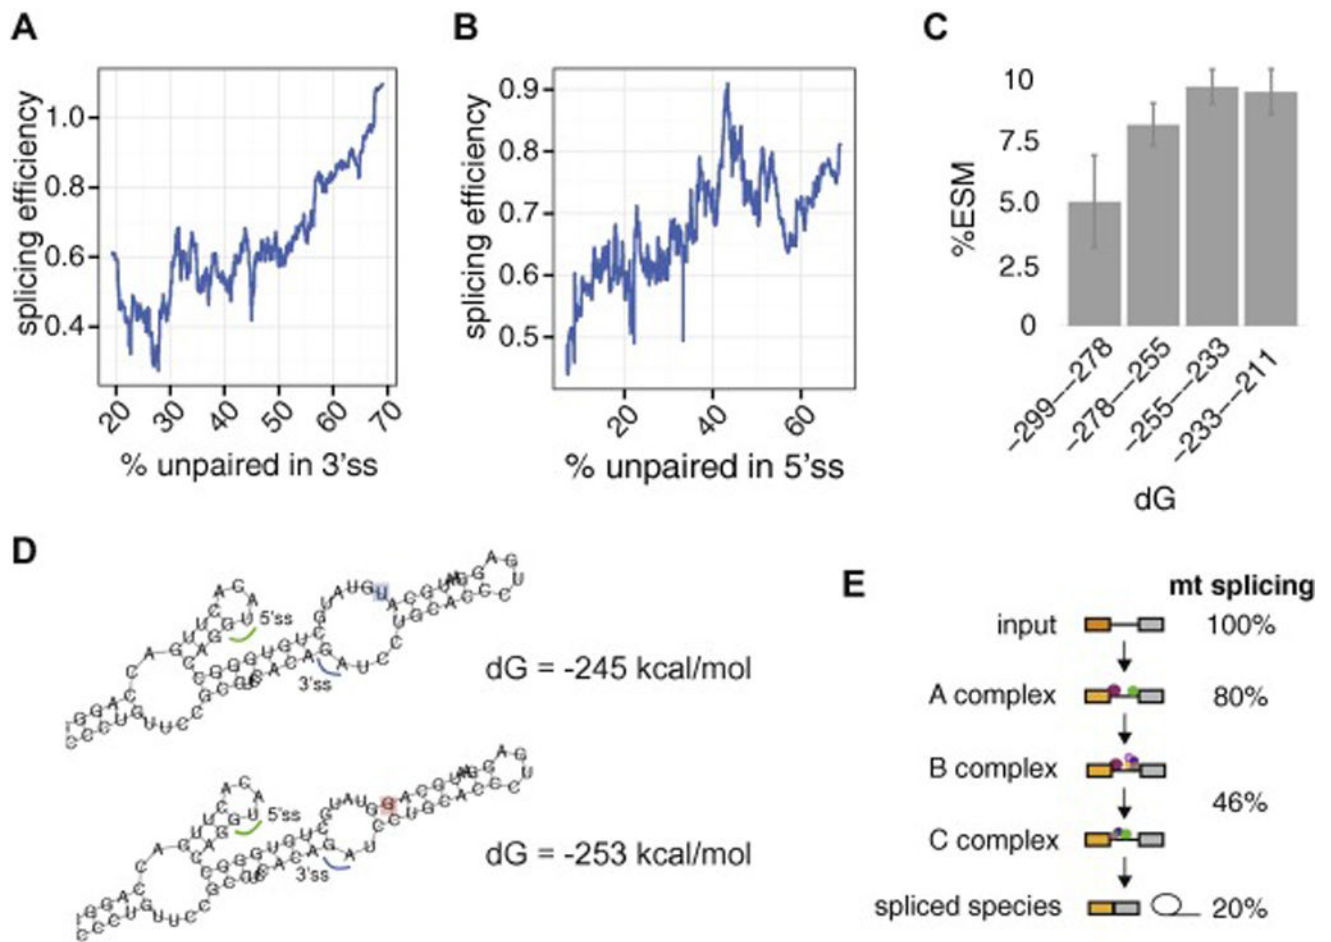 A
B
C
splicing efficiency
1.0
0.8
0.6
0.4
20
30
40
50
60
70
% unpaired in 3'ss
splicing efficiency
0.9
0.8
0.7
0.6
0.5
20
40
60
% unpaired in 5'ss
%ESM
10
7.5
5.0
2.5
0
-299--278
-278--255
-255--233
-233--211
dG
D
5'ss
3'ss
dG = -245 kcal/mol
5'ss
3'ss
dG = -253 kcal/mol
E
mt splicing
input
100%
A complex
80%
B complex
46%
C complex
spliced species
20%